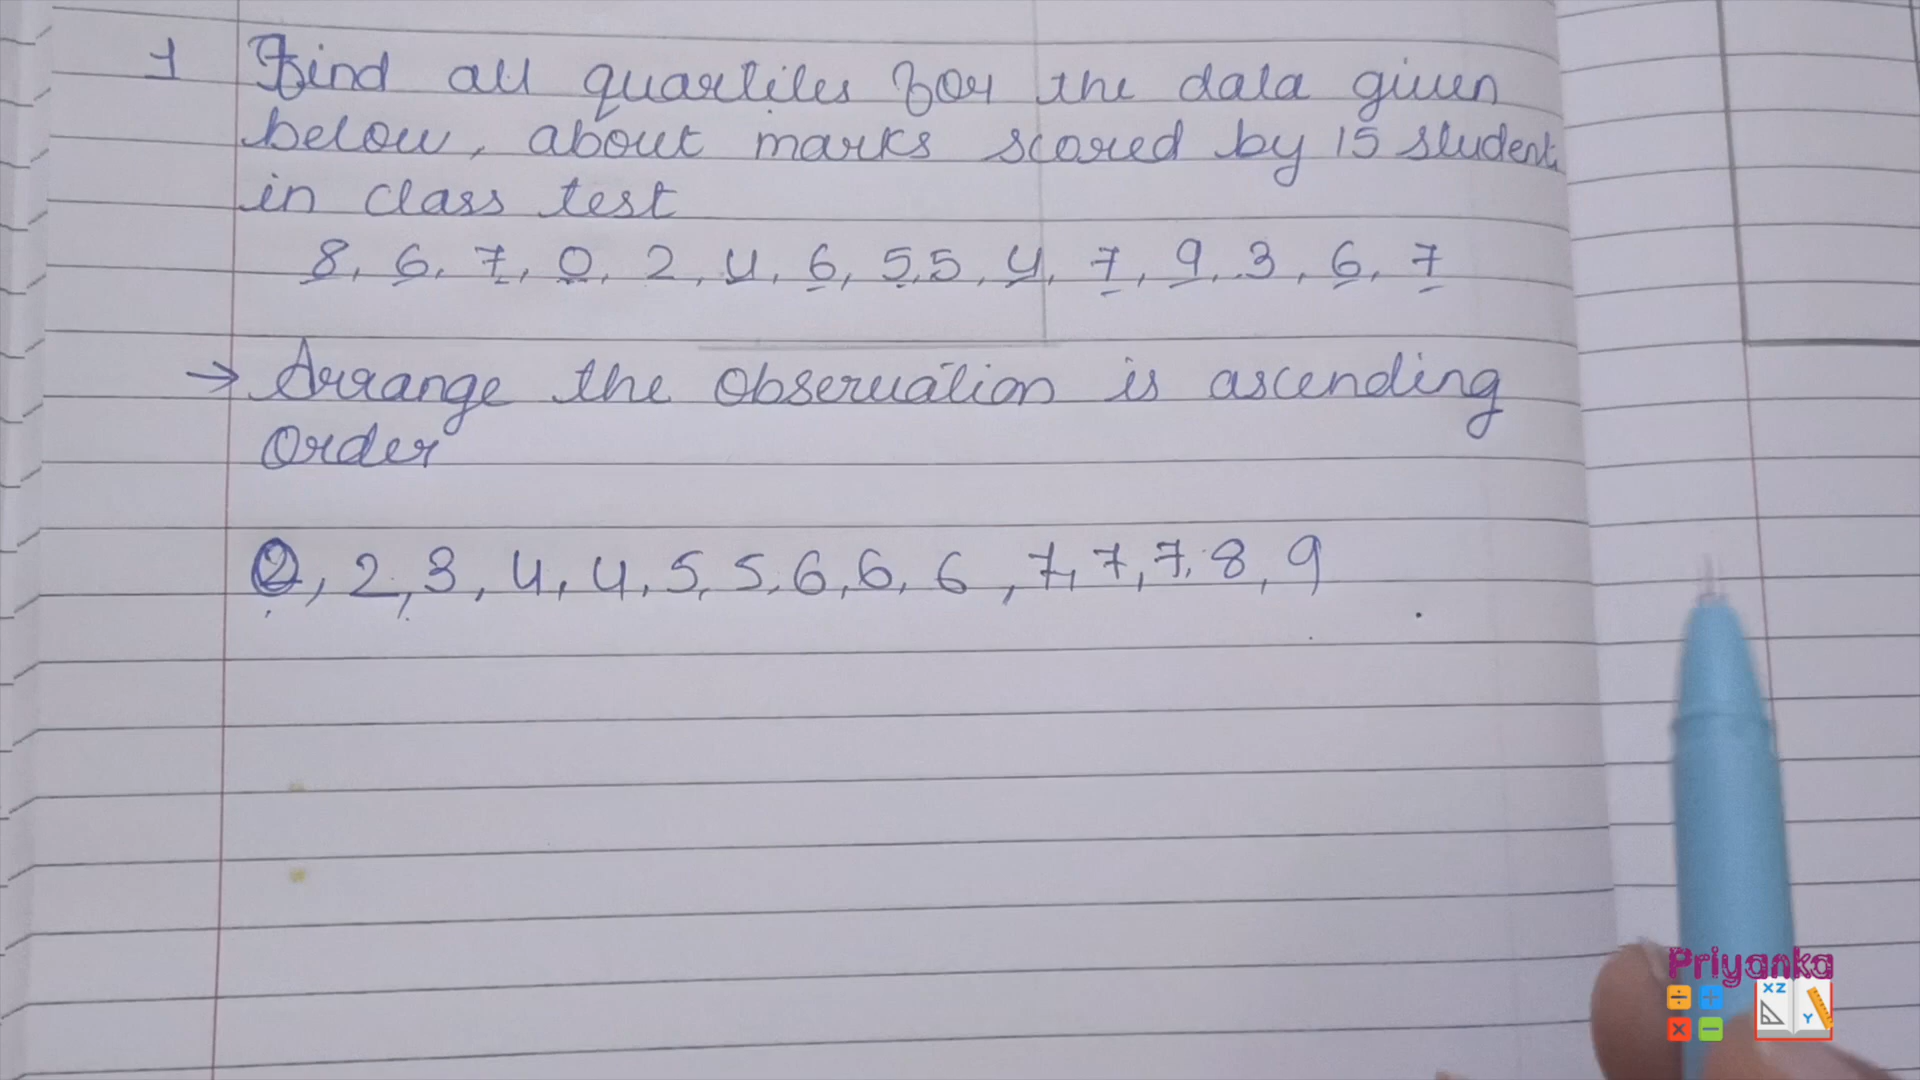 1 Find all quartiles for the data given
below, about marks scored by 15 student
in class test
8, 6, 7, 0, 2, 4, 6, 5, 5, 4, 7, 9, 3, 6, 7
→ Arrange the observation is ascending
order
0, 2, 3, 4, 4, 5, 5, 6, 6, 6, 7, 7, 7, 8, 9
Priyanka
XZ
Y